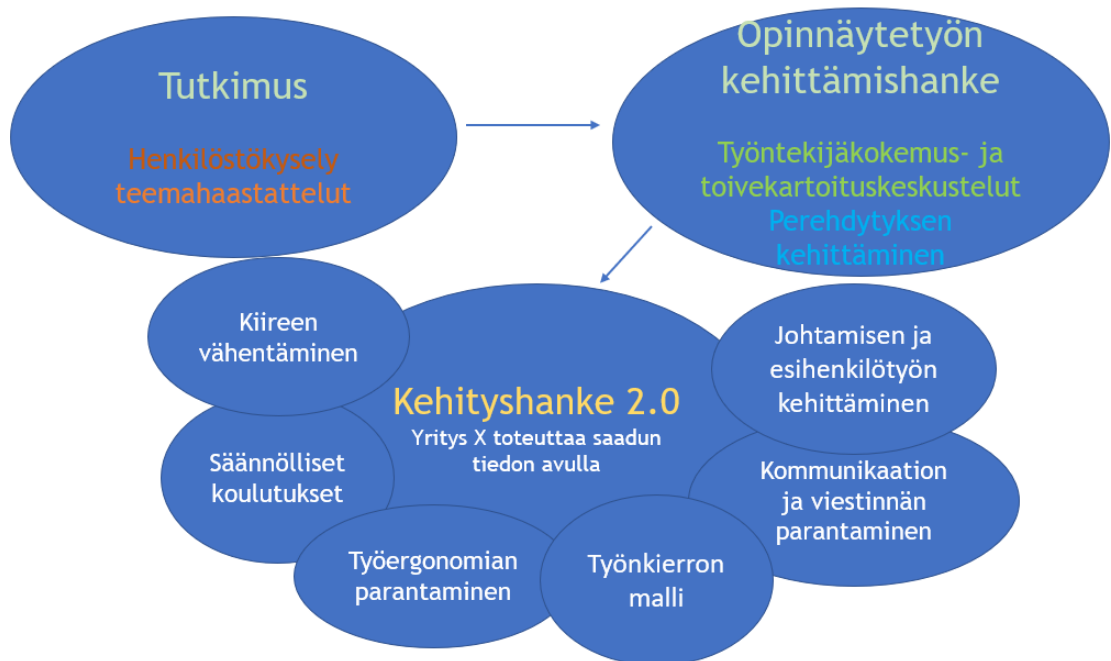 Tutkimus
Henkilöstökysely
teemahaastattelut
Opinnäytetyön
kehittämishanke
Työntekijäkokemus- ja
toivekartoituskeskustelut
Perehdytyksen
kehittäminen
Kiireen
vähentäminen
Säännölliset
koulutukset
Kehityshanke 2.0
Yritys X toteuttaa saadun
tiedon avulla
Työergonomian
parantaminen
Työnkierron
malli
Johtamisen ja
esihenkilötyön
kehittäminen
Kommunikaation
ja viestinnän
parantaminen